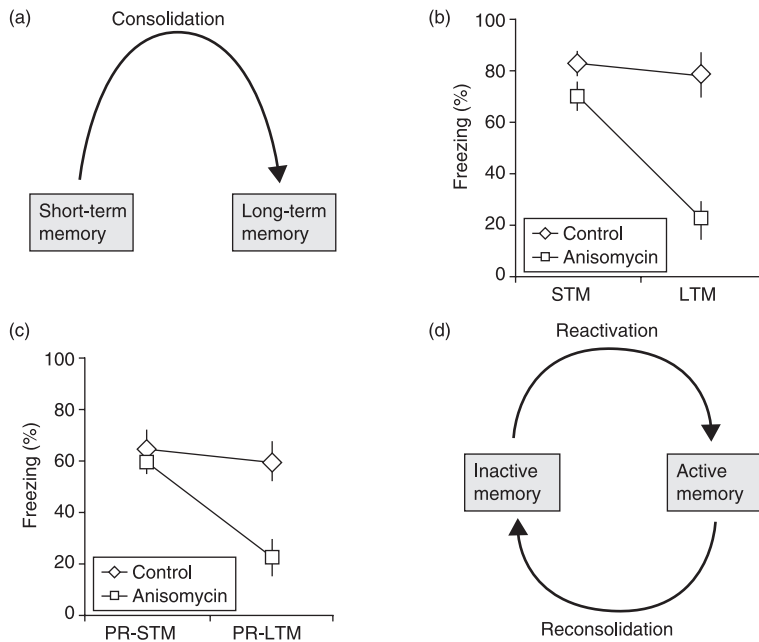 (a)
Consolidation
Short-term
memory
Long-term
memory
(b)
Freezing (%)
100
80
60
40
20
0
Control
Anisomycin
STM
LTM
(c)
Freezing (%)
100
80
60
40
20
0
Control
Anisomycin
PR-STM
PR-LTM
(d)
Reactivation
Inactive
memory
Active
memory
Reconsolidation